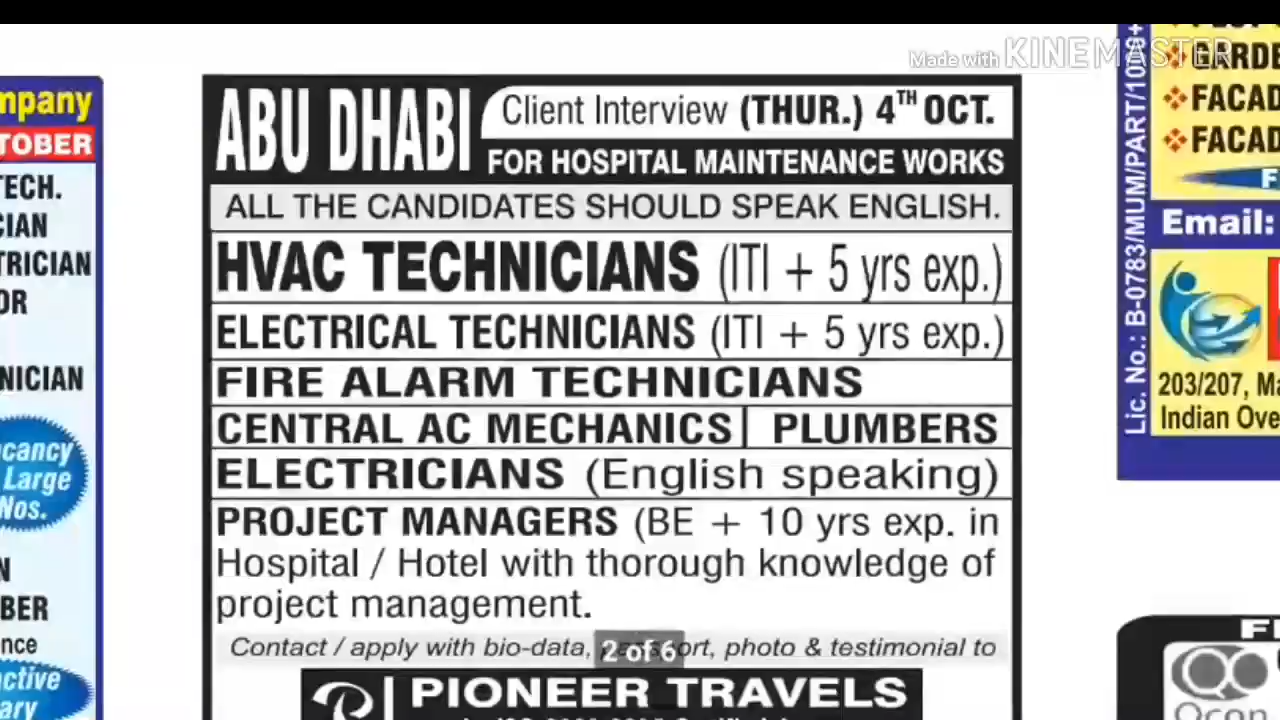 Made with KINEMASTER
mpany
TOBER
TECH.
CIAN
TRICIAN
OR
NICIAN
cancy
Large
Nos.
N
BER
nce
active
ary
ABU DHABI
Client Interview (THUR.) 4TH OCT.
FOR HOSPITAL MAINTENANCE WORKS
ALL THE CANDIDATES SHOULD SPEAK ENGLISH.
HVAC TECHNICIANS (ITI + 5 yrs exp.)
ELECTRICAL TECHNICIANS (ITI + 5 yrs exp.)
FIRE ALARM TECHNICIANS
CENTRAL AC MECHANICS PLUMBERS
ELECTRICIANS (English speaking)
PROJECT MANAGERS (BE + 10 yrs exp. in
Hospital / Hotel with thorough knowledge of
project management.
Contact / apply with bio-data, photo & testimonial to
2 of 6
PIONEER TRAVELS
Lic. No.: B-0783/MUM/PART/10
GARDE
FACAD
FACAD
Email:
203/207, Ma
Indian Ove